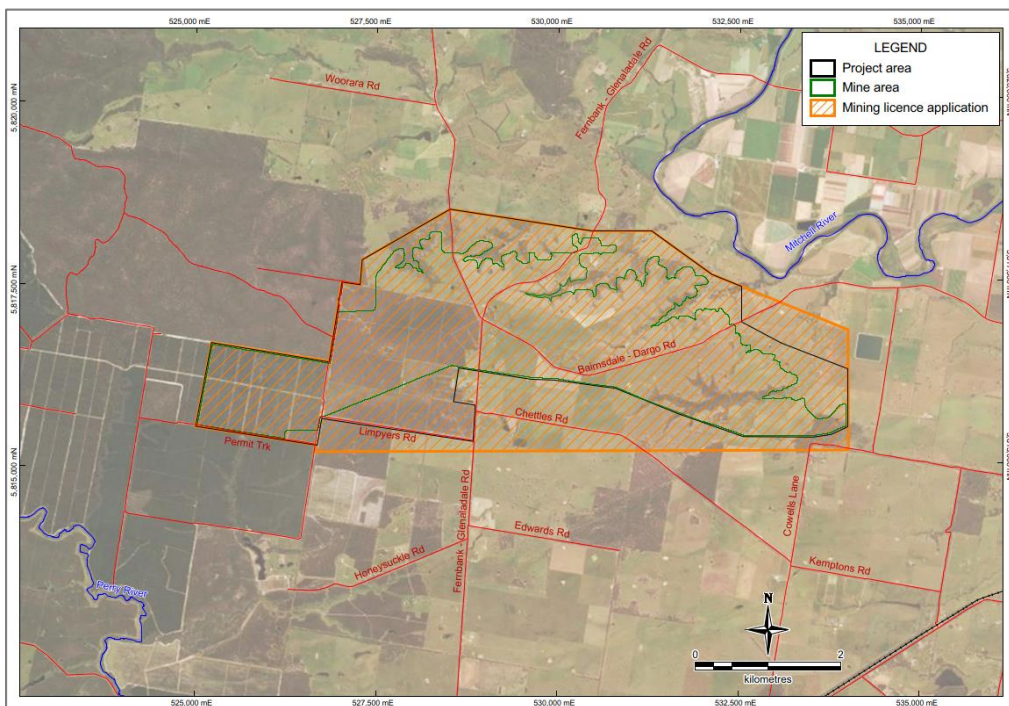 525,000 mE
527,500 mE
530,000 mE
532,500 mE
535,000 mE
LEGEND
Project area
Mine area
Mining licence application
Woorara Rd
Fernbank - Glenaladale Rd
5,820,000 mN
Mitchell River
5,817,500 mN
Bairnsdale - Dargo Rd
Chettles Rd
Limpyers Rd
Permit Trk
5,815,000 mN
Fernbank - Glenaladale Rd
Cowells Lane
Edwards Rd
Honeysuckle Rd
Kemptons Rd
Perry River
N
0
2
kilometres
525,000 mE
527,500 mE
530,000 mE
532,500 mE
535,000 mE